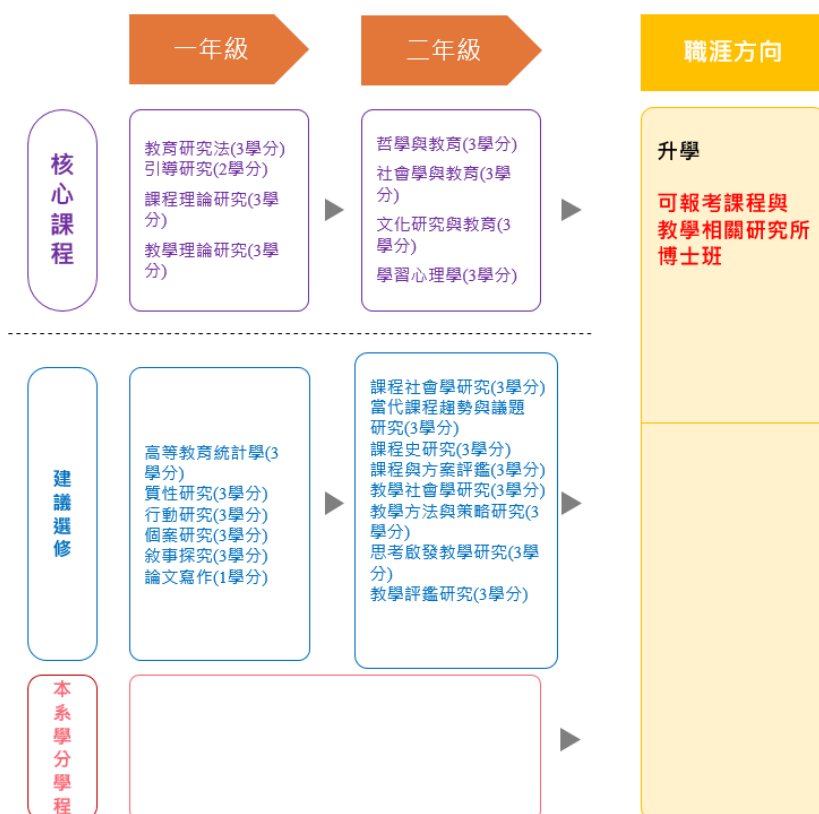 一年級
二年級
職涯方向
核心課程
教育研究法(3學分)
引導研究(2學分)
課程理論研究(3學
分)
教學理論研究(3學
分)
哲學與教育(3學分)
社會學與教育(3學
分)
文化研究與教育(3
學分)
學習心理學(3學分)
升學
可報考課程與
教學相關研究所
博士班
建議選修
高等教育統計學(3
學分)
質性研究(3學分)
行動研究(3學分)
個案研究(3學分)
敘事探究(3學分)
論文寫作(1學分)
課程社會學研究(3學分)
當代課程趨勢與議題
研究(3學分)
課程史研究(3學分)
課程與方案評鑑(3學分)
教學社會學研究(3學分)
教學方法與策略研究(3
學分)
思考啟發教學研究(3學
分)
教學評鑑研究(3學分)
本系學分學程